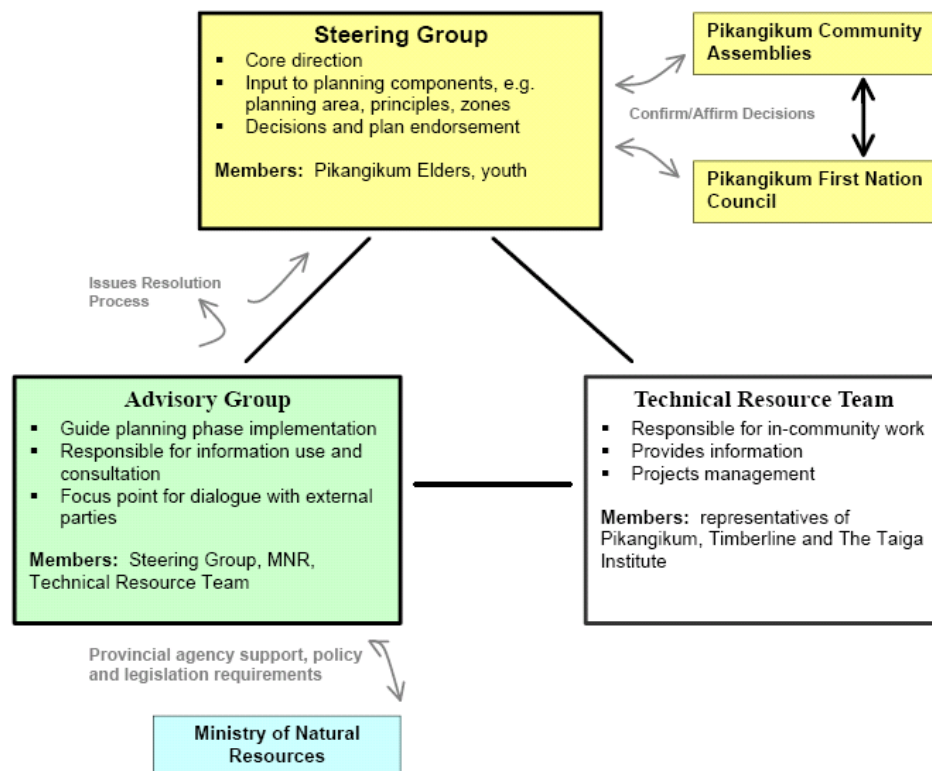 Steering Group
▪ Core direction
▪ Input to planning components, e.g.
planning area, principles, zones
▪ Decisions and plan endorsement
Members: Pikangikum Elders, youth
Pikangikum Community
Assemblies
Confirm/Affirm Decisions
Pikangikum First Nation
Council
Issues Resolution
Process
Advisory Group
▪ Guide planning phase implementation
▪ Responsible for information use and
consultation
▪ Focus point for dialogue with external
parties
Members: Steering Group, MNR,
Technical Resource Team
Technical Resource Team
▪ Responsible for in-community work
▪ Provides information
▪ Projects management
Members: representatives of
Pikangikum, Timberline and The Taiga
Institute
Provincial agency support, policy
and legislation requirements
Ministry of Natural
Resources